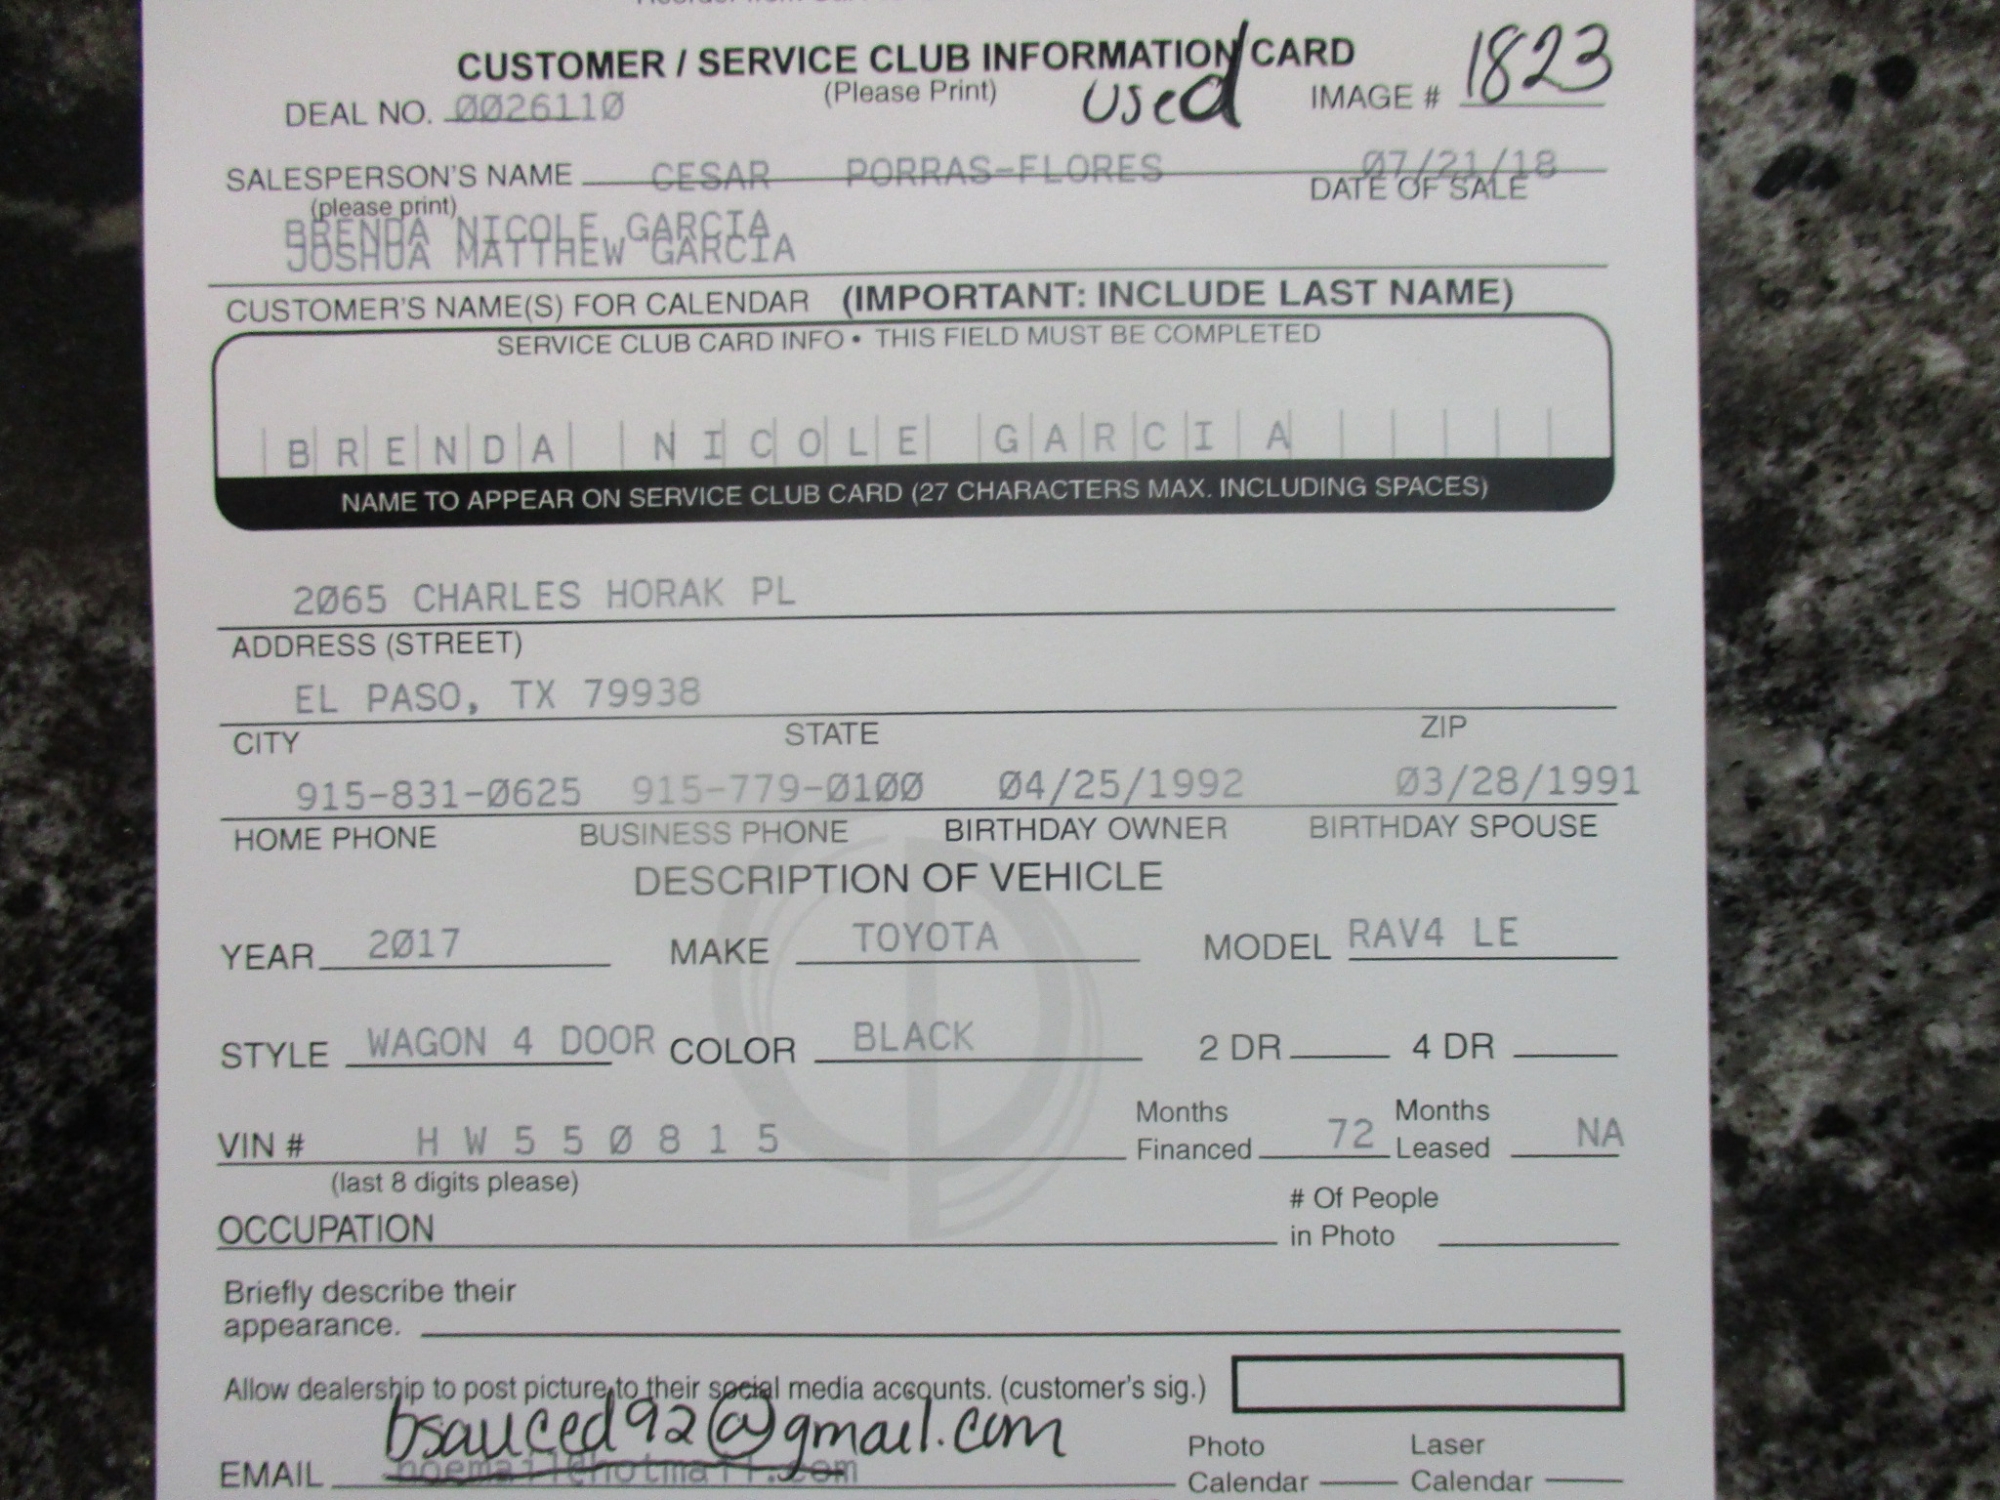 CUSTOMER / SERVICE CLUB INFORMATION CARD
(Please Print) used IMAGE # 1823
DEAL NO. 0026110
SALESPERSON'S NAME CESAR PORRAS-FLORES 07/21/18
(please print) DATE OF SALE
BRENDA NICOLE GARCIA
JOSHUA MATTHEW GARCIA
CUSTOMER'S NAME(S) FOR CALENDAR (IMPORTANT: INCLUDE LAST NAME)
SERVICE CLUB CARD INFO • THIS FIELD MUST BE COMPLETED
BRENDA NICOLE GARCIA
NAME TO APPEAR ON SERVICE CLUB CARD (27 CHARACTERS MAX. INCLUDING SPACES)
2065 CHARLES HORAK PL
ADDRESS (STREET)
EL PASO, TX 79938
CITY STATE ZIP
915-831-0625 915-779-0100 04/25/1992 03/28/1991
HOME PHONE BUSINESS PHONE BIRTHDAY OWNER BIRTHDAY SPOUSE
DESCRIPTION OF VEHICLE
YEAR 2017 MAKE TOYOTA MODEL RAV4 LE
STYLE WAGON 4 DOOR COLOR BLACK 2 DR 4 DR
VIN # H W 5 5 0 8 1 5 Months Financed 72 Months Leased NA
(last 8 digits please)
OCCUPATION # Of People in Photo
Briefly describe their
appearance.
Allow dealership to post picture to their social media accounts. (customer's sig.)
bsauced92@gmail.com
EMAIL noemail@hotmail.com Photo Calendar Laser Calendar